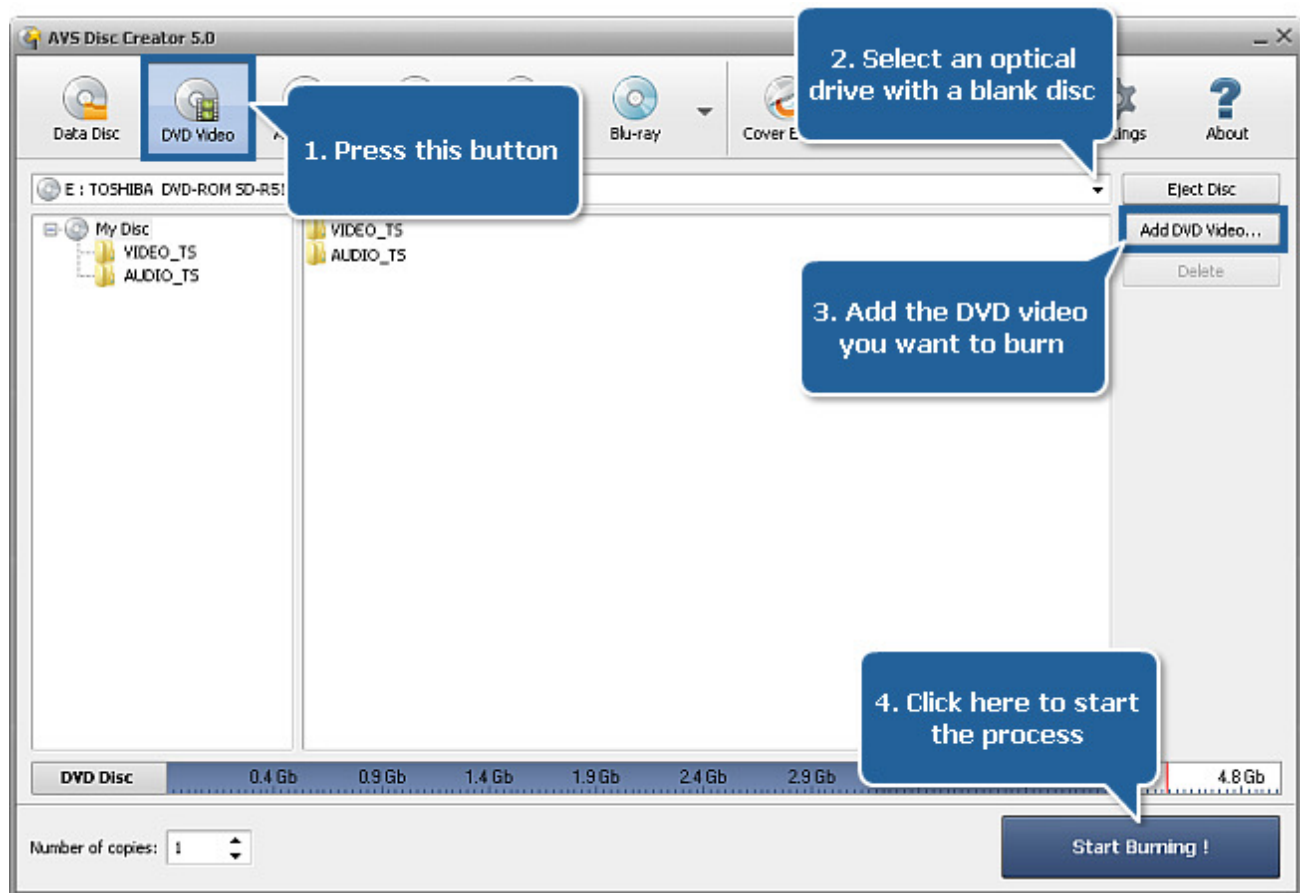 AVS Disc Creator 5.0
2. Select an optical
drive with a blank disc
Data Disc
DVD Video
Blu-ray
About
1. Press this button
E : TOSHIBA DVD-ROM
Eject Disc
My Disc
VIDEO_TS
AUDIO_TS
VIDEO_TS
AUDIO_TS
Add DVD Video...
Delete
3. Add the DVD video
you want to burn
4. Click here to start
the process
DVD Disc
0.4 Gb
0.9 Gb
1.4 Gb
1.9 Gb
2.4 Gb
2.9 Gb
4.8 Gb
Number of copies:
1
Start Burning !